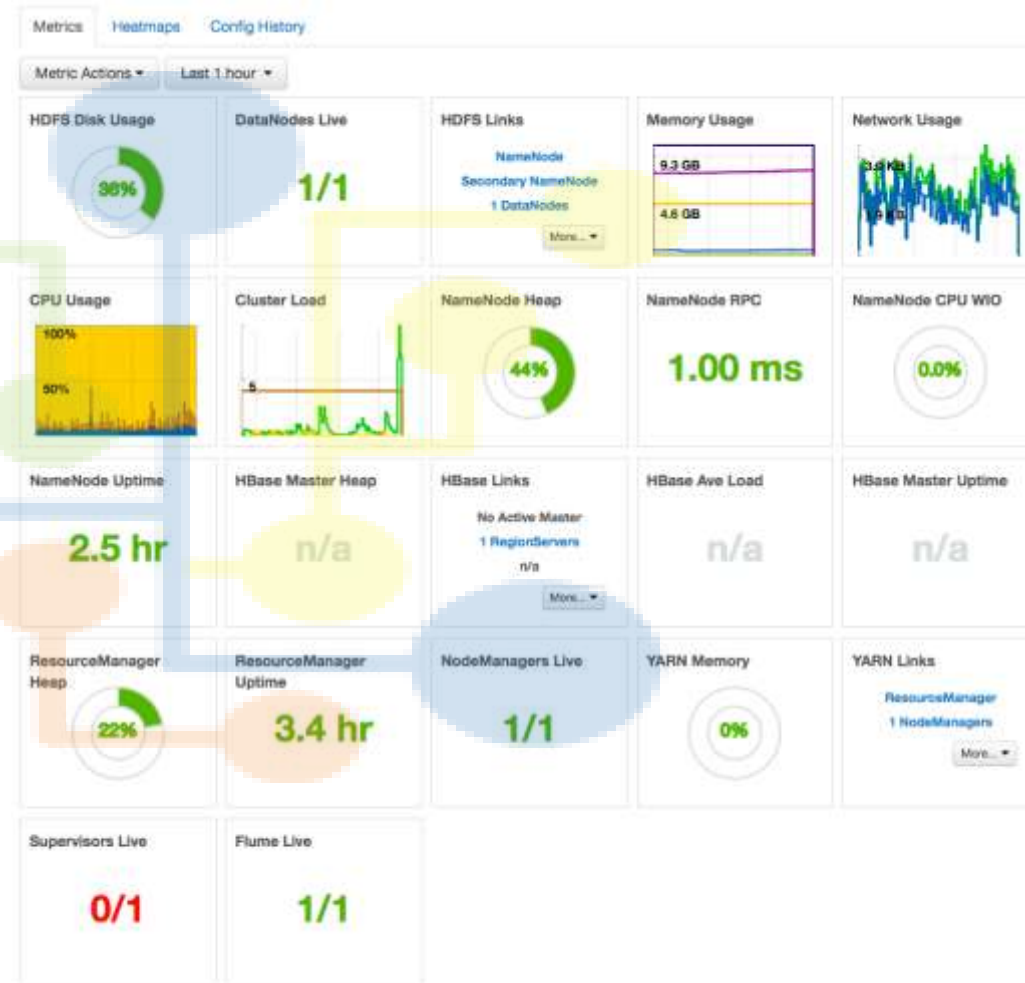 Metrics Heatmaps Config History
Metric Actions Last 1 hour
HDFS Disk Usage
36%
DataNodes Live
1/1
HDFS Links
NameNode
Secondary NameNode
1 DataNodes
More...
Memory Usage
9.3 GB
4.6 GB
Network Usage
CPU Usage
100%
50%
Cluster Load
5
NameNode Heap
44%
NameNode RPC
1.00 ms
NameNode CPU WIO
0.0%
NameNode Uptime
2.5 hr
HBase Master Heap
n/a
HBase Links
No Active Master
1 RegionServers
n/a
More...
HBase Ave Load
n/a
HBase Master Uptime
n/a
ResourceManager
Heap
22%
ResourceManager
Uptime
3.4 hr
NodeManagers Live
1/1
YARN Memory
0%
YARN Links
ResourceManager
1 NodeManagers
More...
Supervisors Live
0/1
Flume Live
1/1